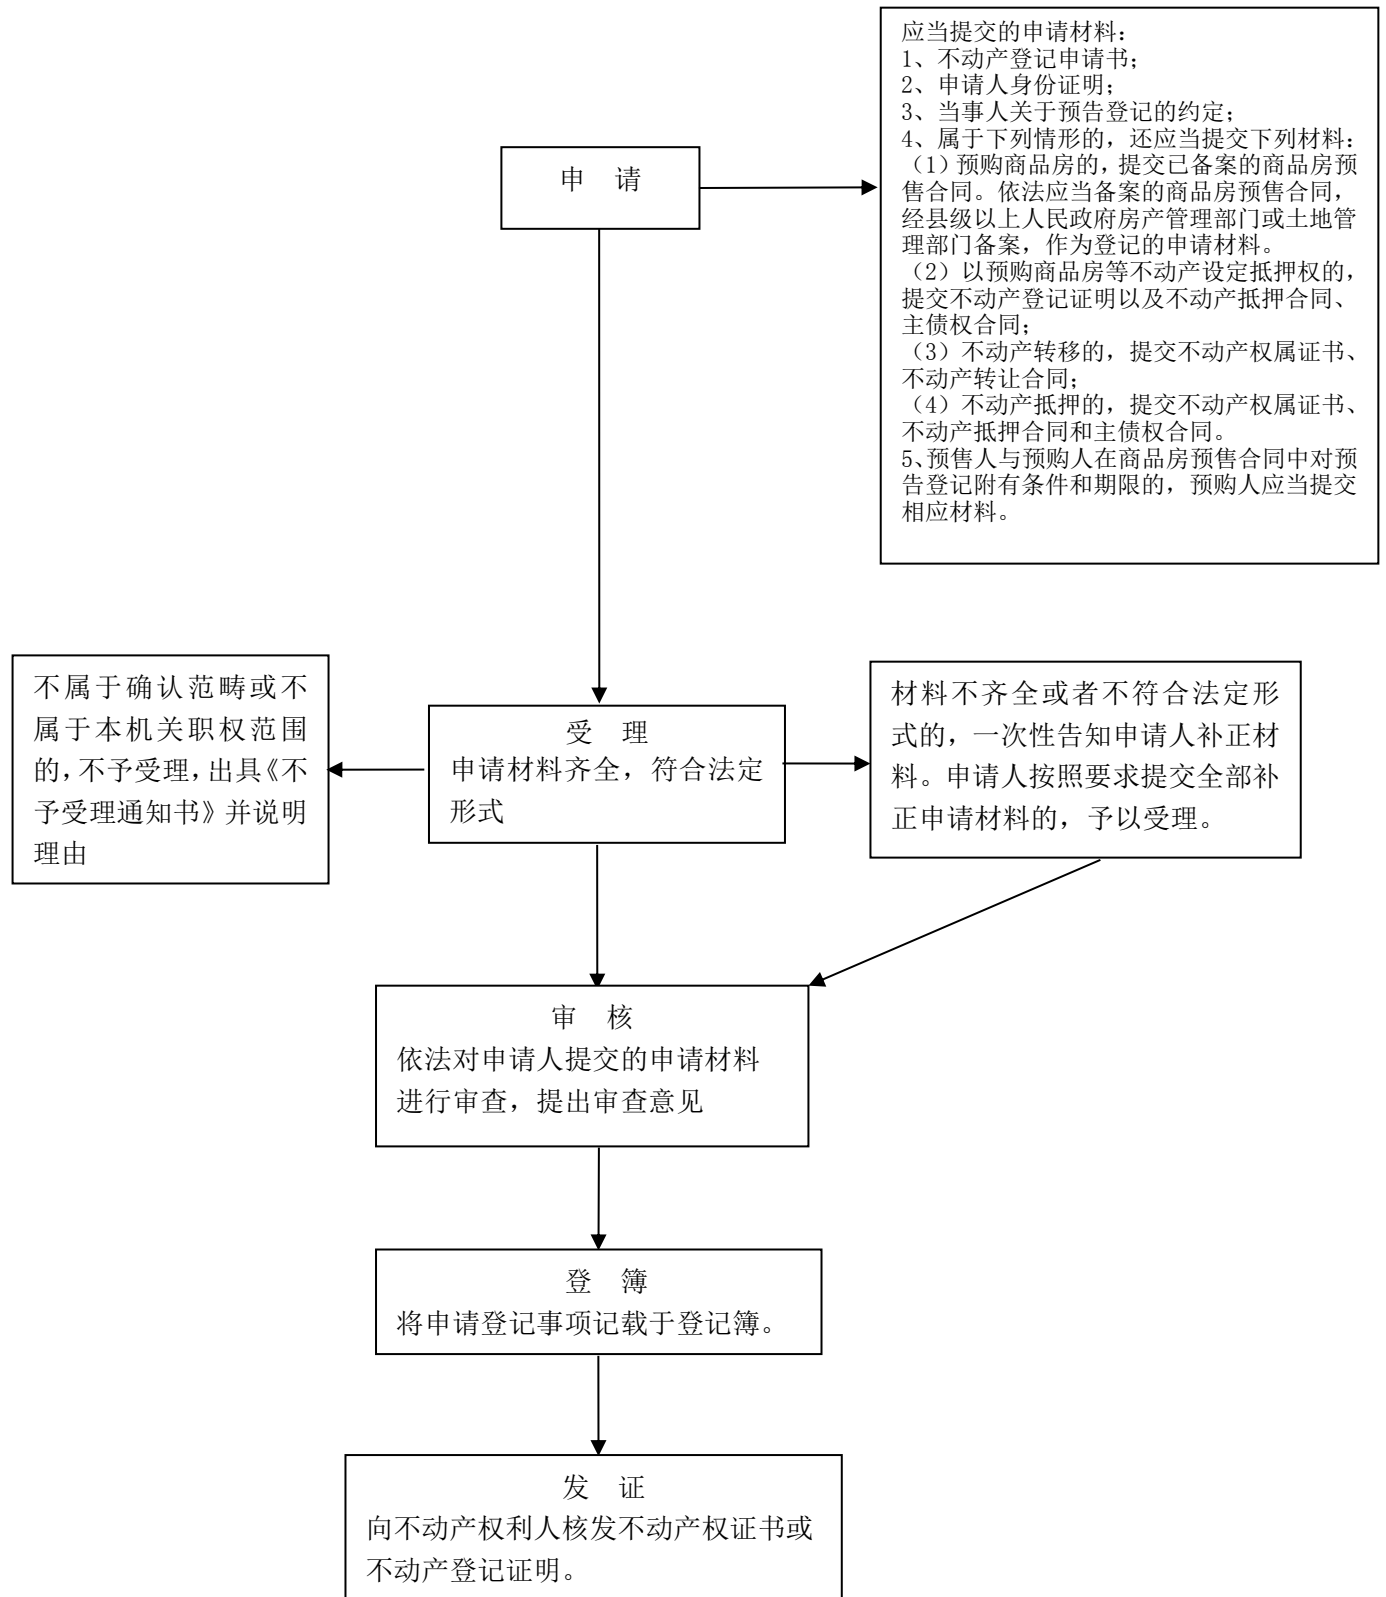 应当提交的申请材料：
1、不动产登记申请书；
2、申请人身份证明；
3、当事人关于预告登记的约定；
4、属于下列情形的，还应当提交下列材料：
（1）预购商品房的，提交已备案的商品房预
售合同。依法应当备案的商品房预售合同，
经县级以上人民政府房产管理部门或土地管
理部门备案，作为登记的申请材料。
（2）以预购商品房等不动产设定抵押权的，
提交不动产登记证明以及不动产抵押合同、
主债权合同；
（3）不动产转移的，提交不动产权属证书、
不动产转让合同；
（4）不动产抵押的，提交不动产权属证书、
不动产抵押合同和主债权合同。
5、预售人与预购人在商品房预售合同中对预
告登记附有条件和期限的，预购人应当提交
相应材料。
申 请
不属于确认范畴或不
属于本机关职权范围
的，不予受理，出具《不
予受理通知书》并说明
理由
受 理
申请材料齐全，符合法定
形式
材料不齐全或者不符合法定形
式的，一次性告知申请人补正材
料。申请人按照要求提交全部补
正申请材料的，予以受理。
审 核
依法对申请人提交的申请材料
进行审查，提出审查意见
登 簿
将申请登记事项记载于登记簿。
发 证
向不动产权利人核发不动产权证书或
不动产登记证明。